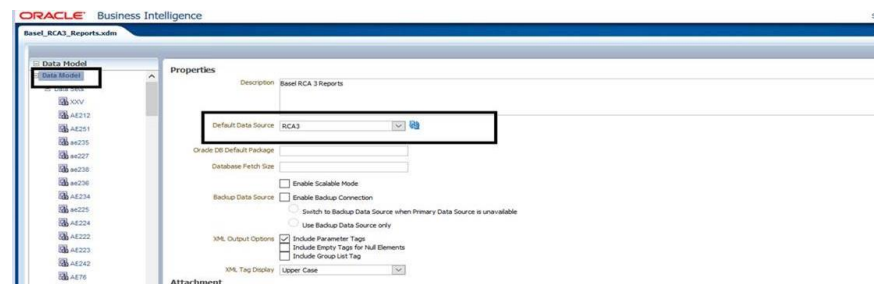 ORACLE Business Intelligence
Basel_RCA3_Reports.xdm
Data Model
Data Model
Data Sets
XXV
AE212
AE251
ae235
ae227
ae238
ae236
AE234
ae225
AE224
AE222
AE223
AE242
AE76
Properties
Description Basel RCA 3 Reports
Default Data Source RCA3
Oracle DB Default Package
Database Fetch Size
Enable Scalable Mode
Backup Data Source Enable Backup Connection
Switch to Backup Data Source when Primary Data Source is unavailable
Use Backup Data Source only
XML Output Options Include Parameter Tags
Include Empty Tags for Null Elements
Include Group List Tag
XML Tag Display Upper Case
Attachment